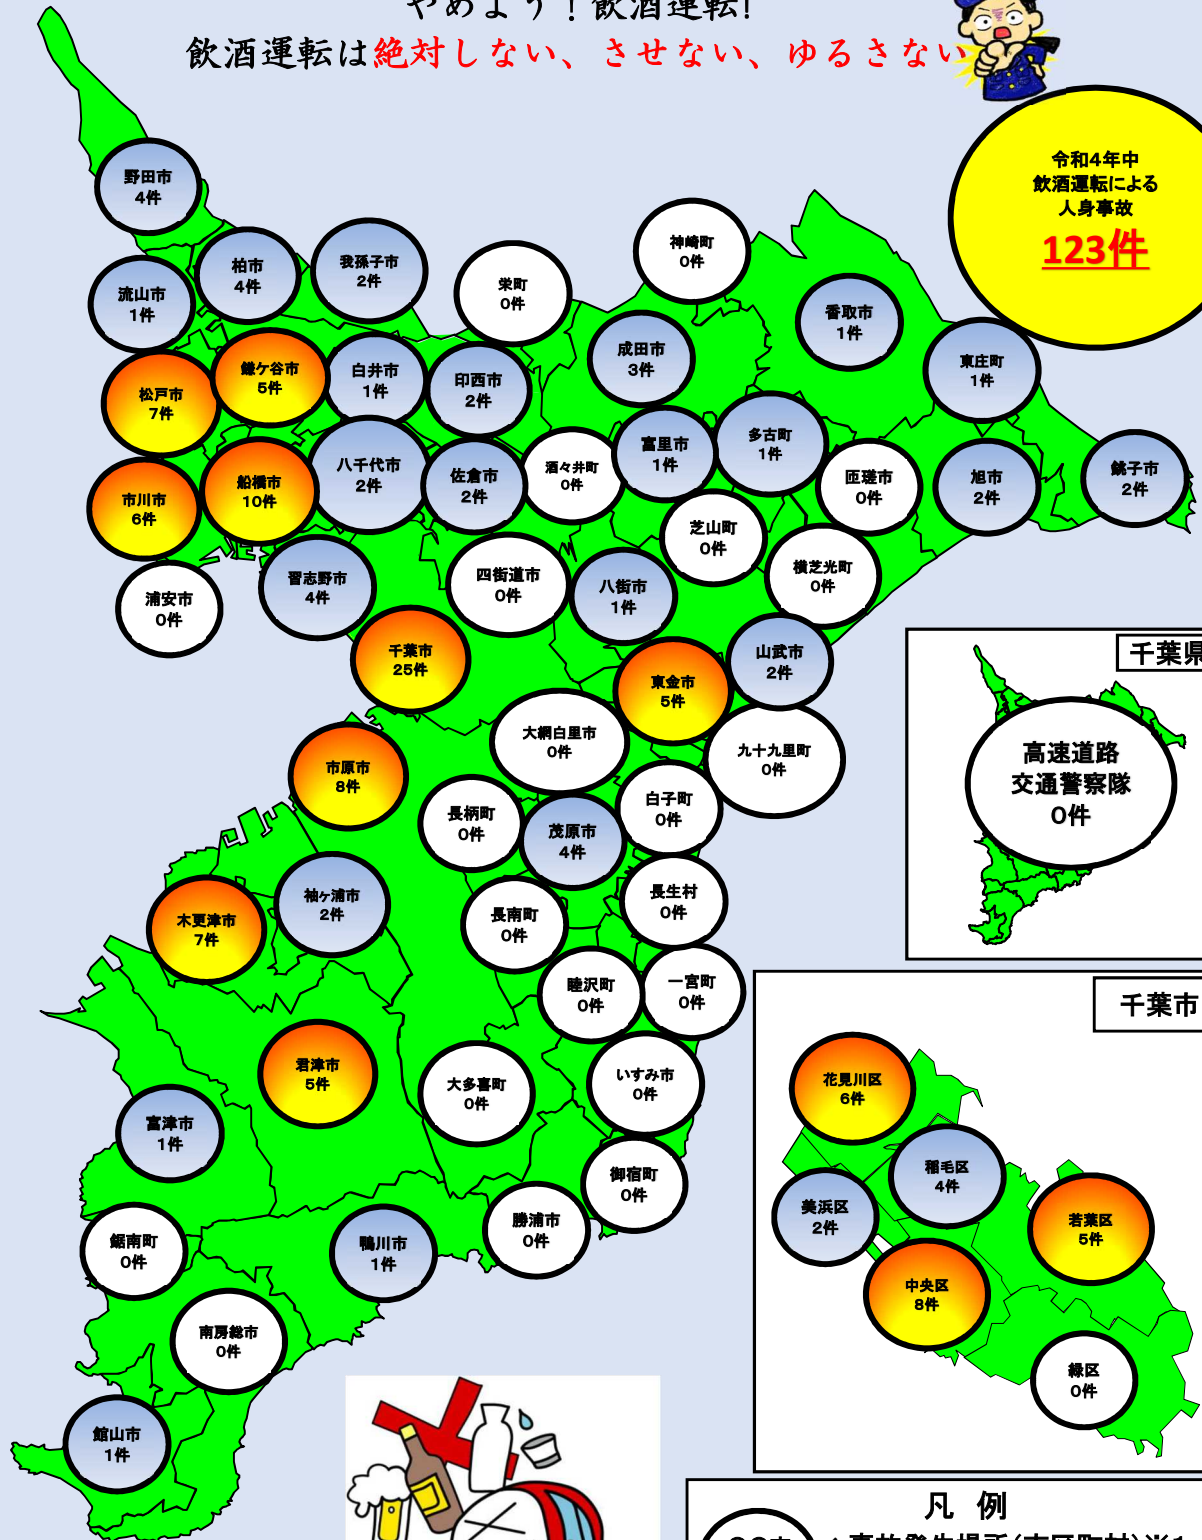 やめよう！飲酒運転!
飲酒運転は絶対しない、させない、ゆるさない
令和4年中
飲酒運転による
人身事故
123件
野田市
4件
柏市
4件
我孫子市
2件
流山市
1件
栄町
0件
神崎町
0件
香取市
1件
成田市
3件
東庄町
1件
松戸市
7件
鎌ケ谷市
5件
白井市
1件
印西市
2件
富里市
1件
多古町
1件
市川市
6件
船橋市
10件
八千代市
2件
佐倉市
2件
酒々井町
0件
匝瑳市
0件
旭市
2件
銚子市
2件
芝山町
0件
横芝光町
0件
浦安市
0件
習志野市
4件
四街道市
0件
八街市
1件
千葉市
25件
東金市
5件
山武市
2件
大網白里市
0件
九十九里町
0件
市原市
8件
長柄町
0件
茂原市
4件
白子町
0件
木更津市
7件
袖ケ浦市
2件
長南町
0件
長生村
0件
睦沢町
0件
一宮町
0件
君津市
5件
大多喜町
0件
いすみ市
0件
富津市
1件
御宿町
0件
鋸南町
0件
鴨川市
1件
勝浦市
0件
南房総市
0件
館山市
1件
千葉県
高速道路
交通警察隊
0件
千葉市
花見川区
6件
稲毛区
4件
美浜区
2件
若葉区
5件
中央区
8件
緑区
0件
凡 例